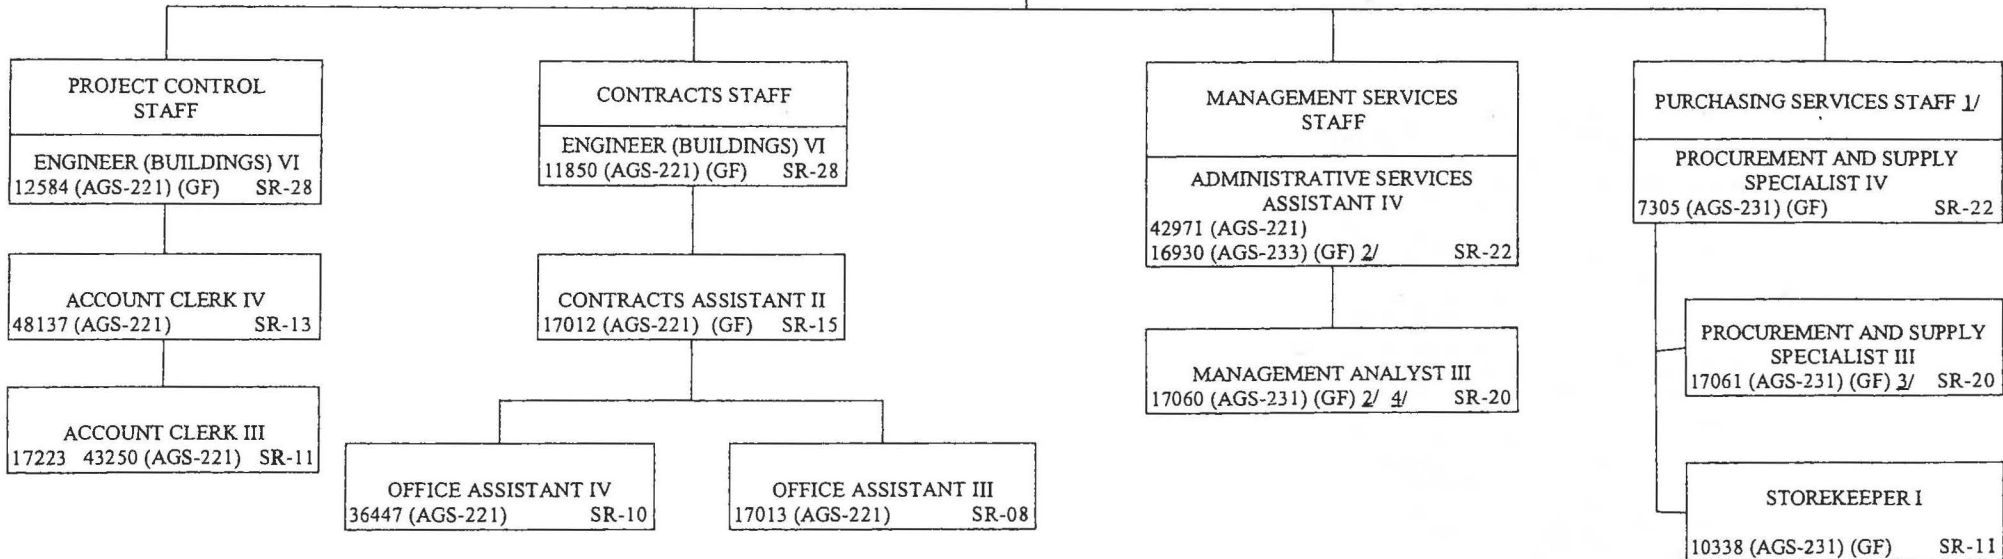 PROJECT CONTROL
STAFF
ENGINEER (BUILDINGS) VI
12584 (AGS-221) (GF) SR-28
ACCOUNT CLERK IV
48137 (AGS-221) SR-13
ACCOUNT CLERK III
17223 43250 (AGS-221) SR-11
CONTRACTS STAFF
ENGINEER (BUILDINGS) VI
11850 (AGS-221) (GF) SR-28
CONTRACTS ASSISTANT II
17012 (AGS-221) (GF) SR-15
OFFICE ASSISTANT IV
36447 (AGS-221) SR-10
OFFICE ASSISTANT III
17013 (AGS-221) SR-08
MANAGEMENT SERVICES
STAFF
ADMINISTRATIVE SERVICES
ASSISTANT IV
42971 (AGS-221)
16930 (AGS-233) (GF) 2/ SR-22
MANAGEMENT ANALYST III
17060 (AGS-231) (GF) 2/ 4/ SR-20
PURCHASING SERVICES STAFF 1/
PROCUREMENT AND SUPPLY
SPECIALIST IV
7305 (AGS-231) (GF) SR-22
PROCUREMENT AND SUPPLY
SPECIALIST III
17061 (AGS-231) (GF) 3/ SR-20
STOREKEEPER I
10338 (AGS-231) (GF) SR-11